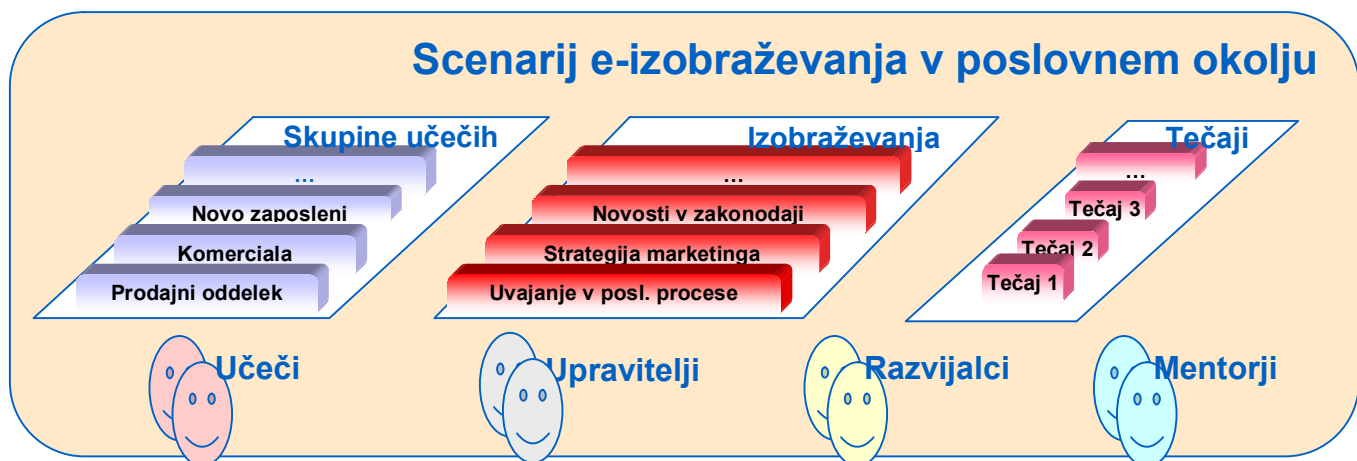 Scenarij e-izobraževanja v poslovnem okolju
Skupine učečih
...
Novo zaposleni
Komerciala
Prodajni oddelek
Izobraževanja
...
Novosti v zakonodaji
Strategija marketinga
Uvajanje v posl. procese
Tečaji
...
Tečaj 3
Tečaj 2
Tečaj 1
Učeči
Upravitelji
Razvijalci
Mentorji